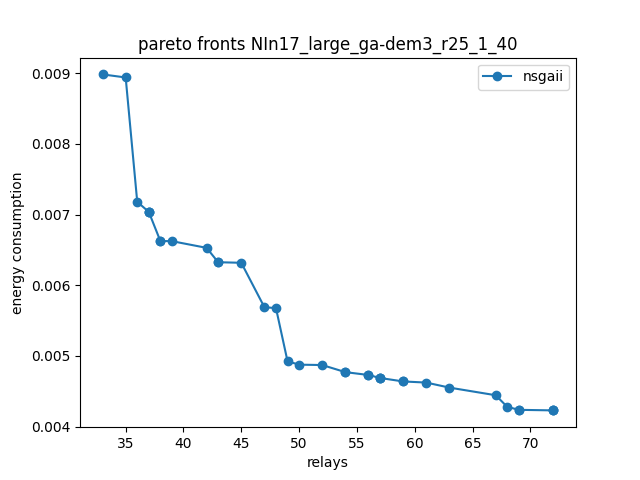 pareto fronts NIn17_large_ga-dem3_r25_1_40
nsgaii
0.009
0.008
0.007
0.006
0.005
0.004
energy consumption
35 40 45 50 55 60 65 70
relays